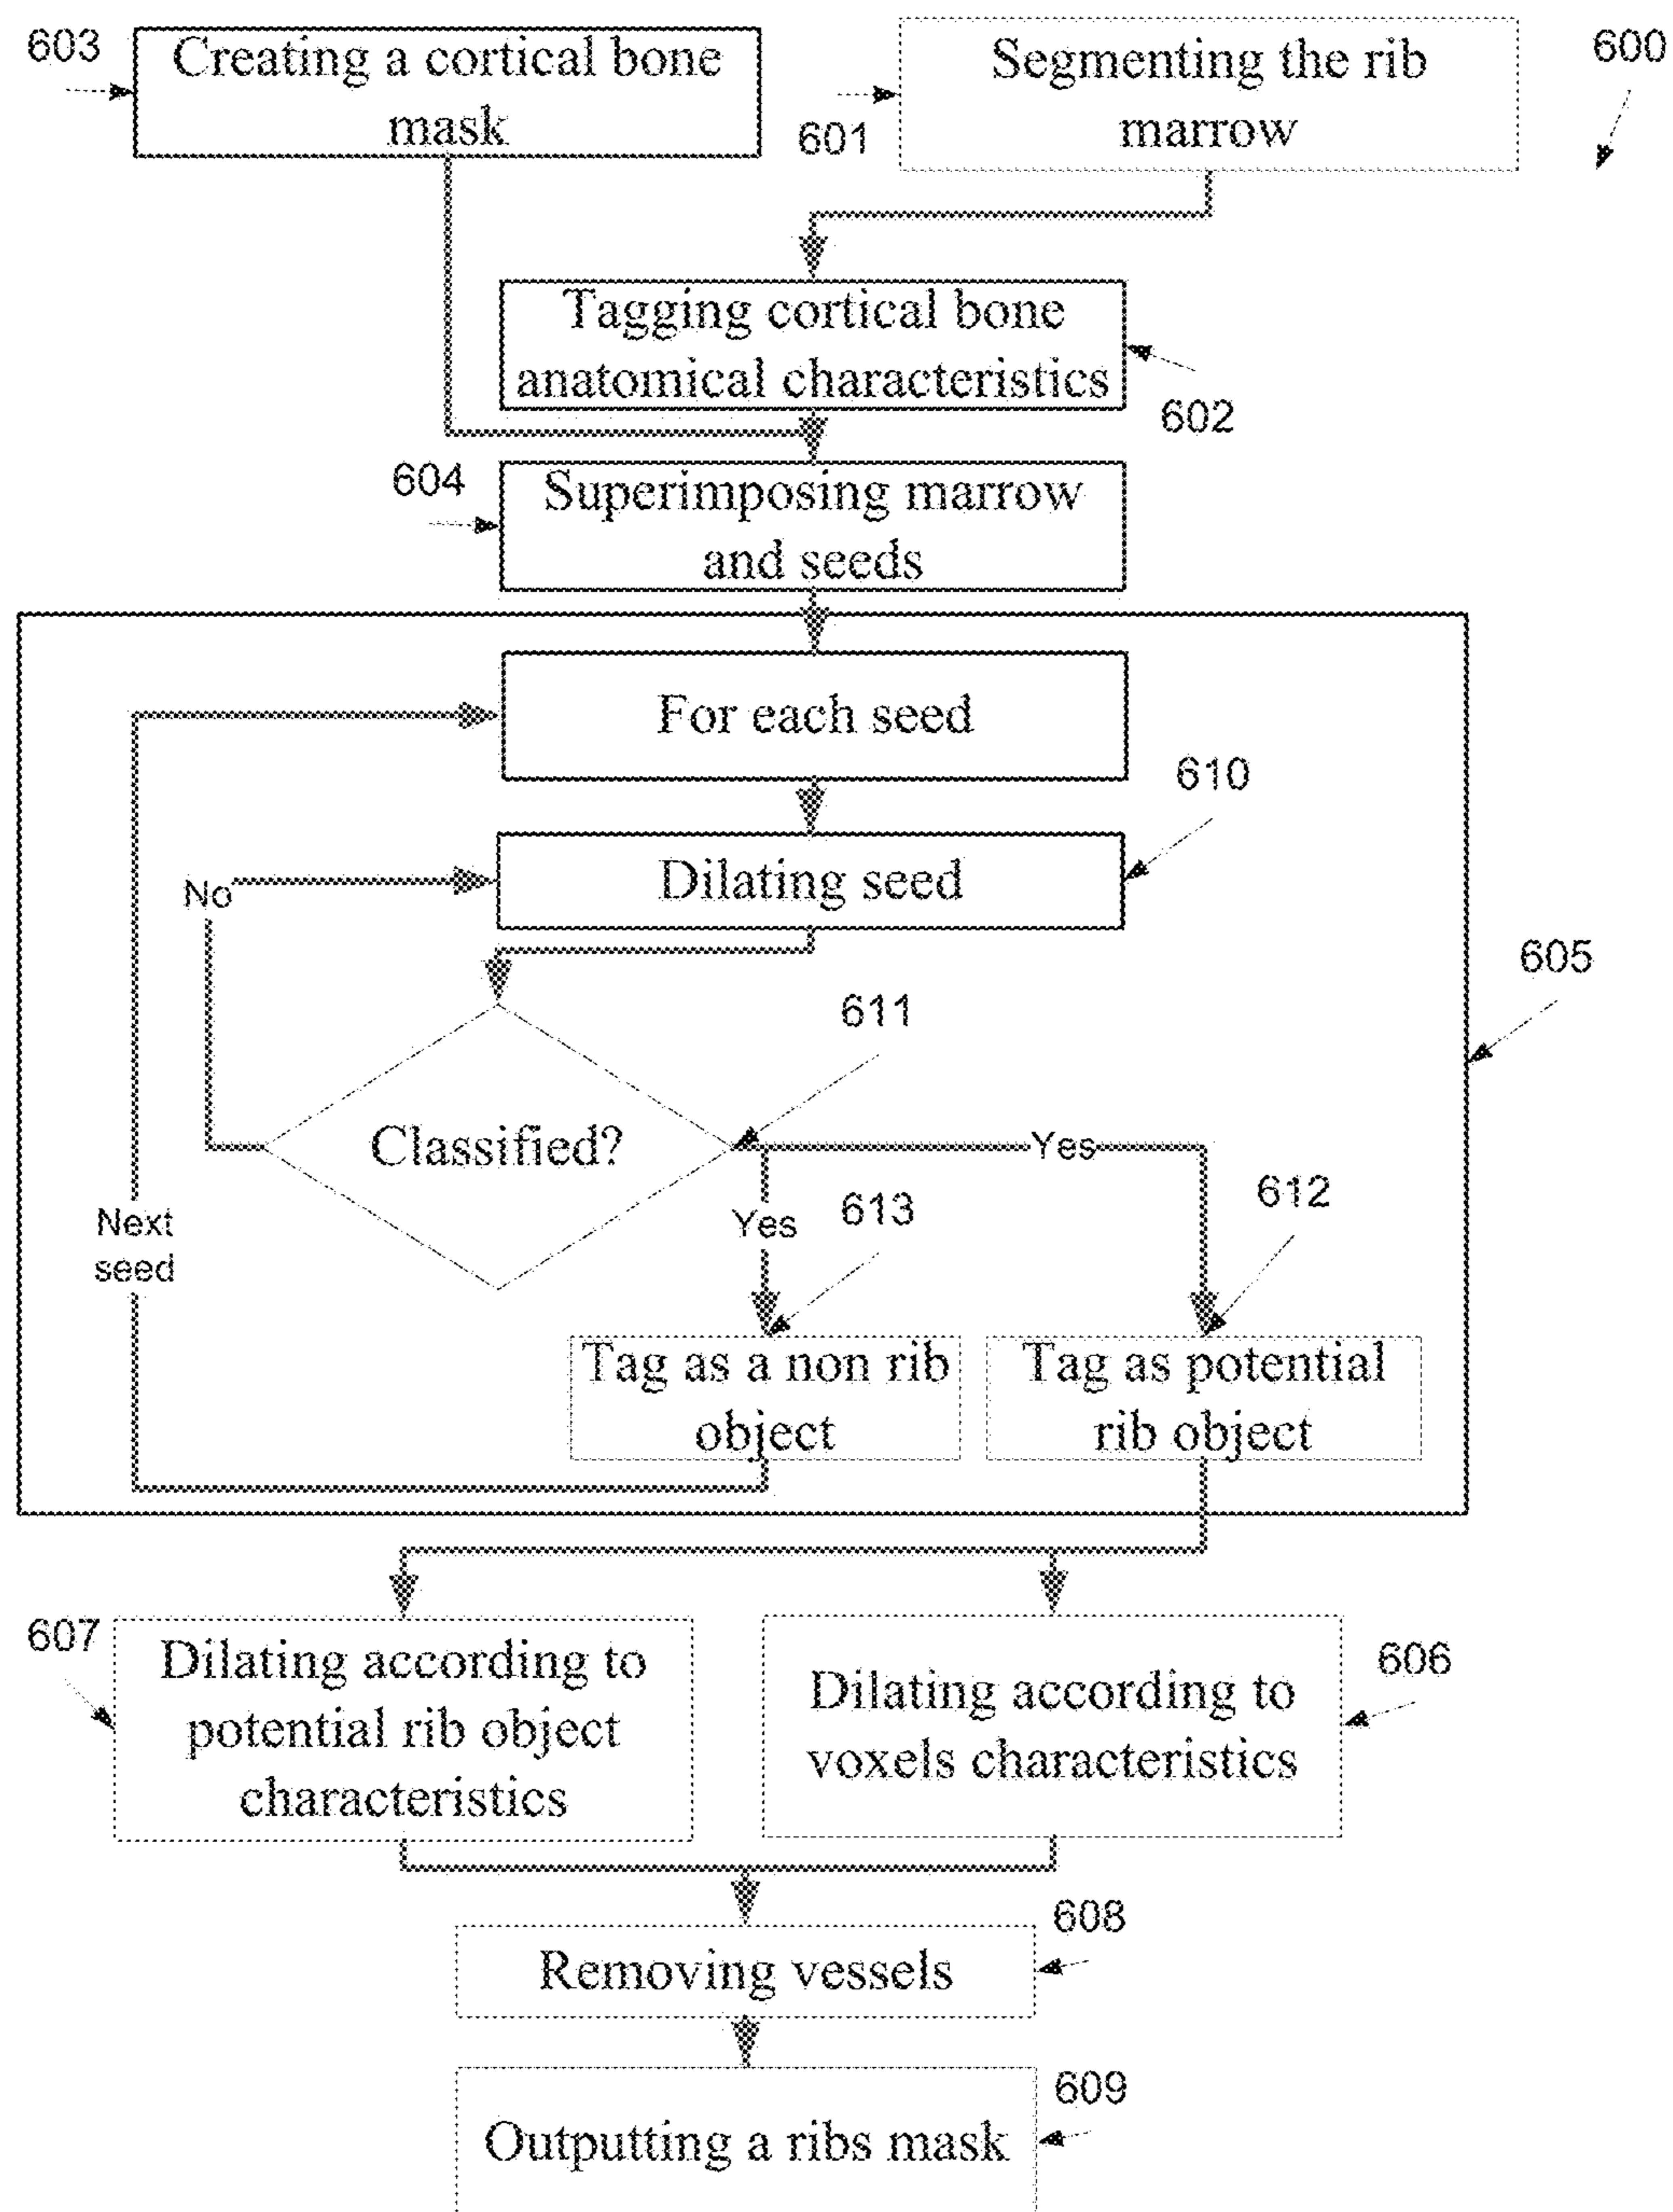 603
Creating a cortical bone
mask
601
Segmenting the rib
marrow
600
Tagging cortical bone
anatomical characteristics
602
604
Superimposing marrow
and seeds
For each seed
610
Dilating seed
No
605
611
Classified?
Yes
Yes
613
612
Next
seed
Tag as a non rib
object
Tag as potential
rib object
607
Dilating according to
potential rib object
characteristics
606
Dilating according to
voxels characteristics
608
Removing vessels
609
Outputting a ribs mask